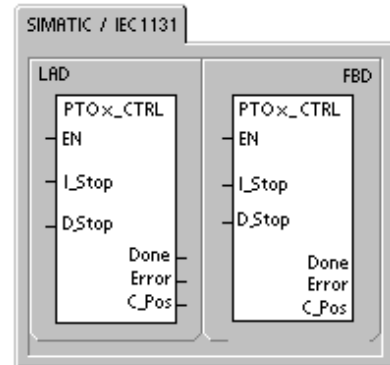 SIMATIC / IEC1131
LAD
FBD
PTOx_CTRL
EN
I_Stop
D_Stop
Done
Error
C_Pos
PTOx_CTRL
EN
I_Stop
D_Stop
Done
Error
C_Pos